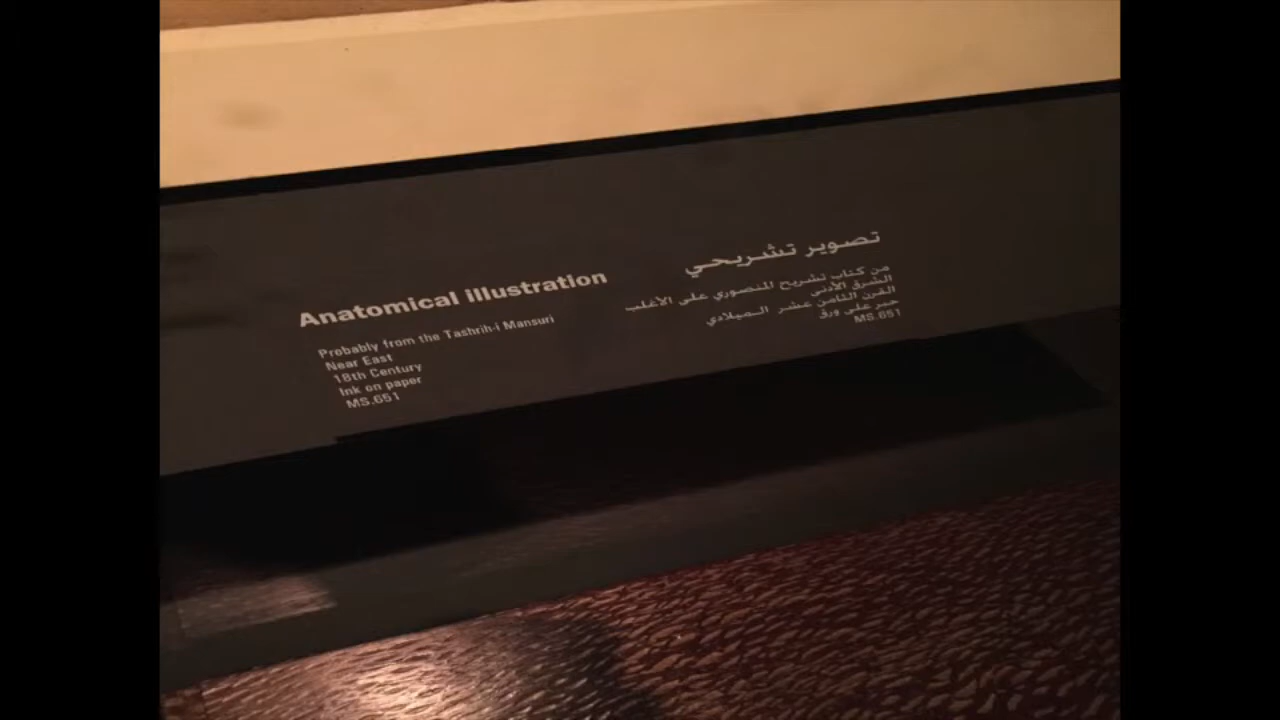 Anatomical illustration
Probably from the Tashrih-i Mansuri
Near East
18th Century
Ink on paper
MS.651
تصوير تشريحي
من كتاب تشريح المنصوري على الأغلب
الشرق الأدنى
القرن الثامن عشر الميلادي
حبر على ورق
MS.651